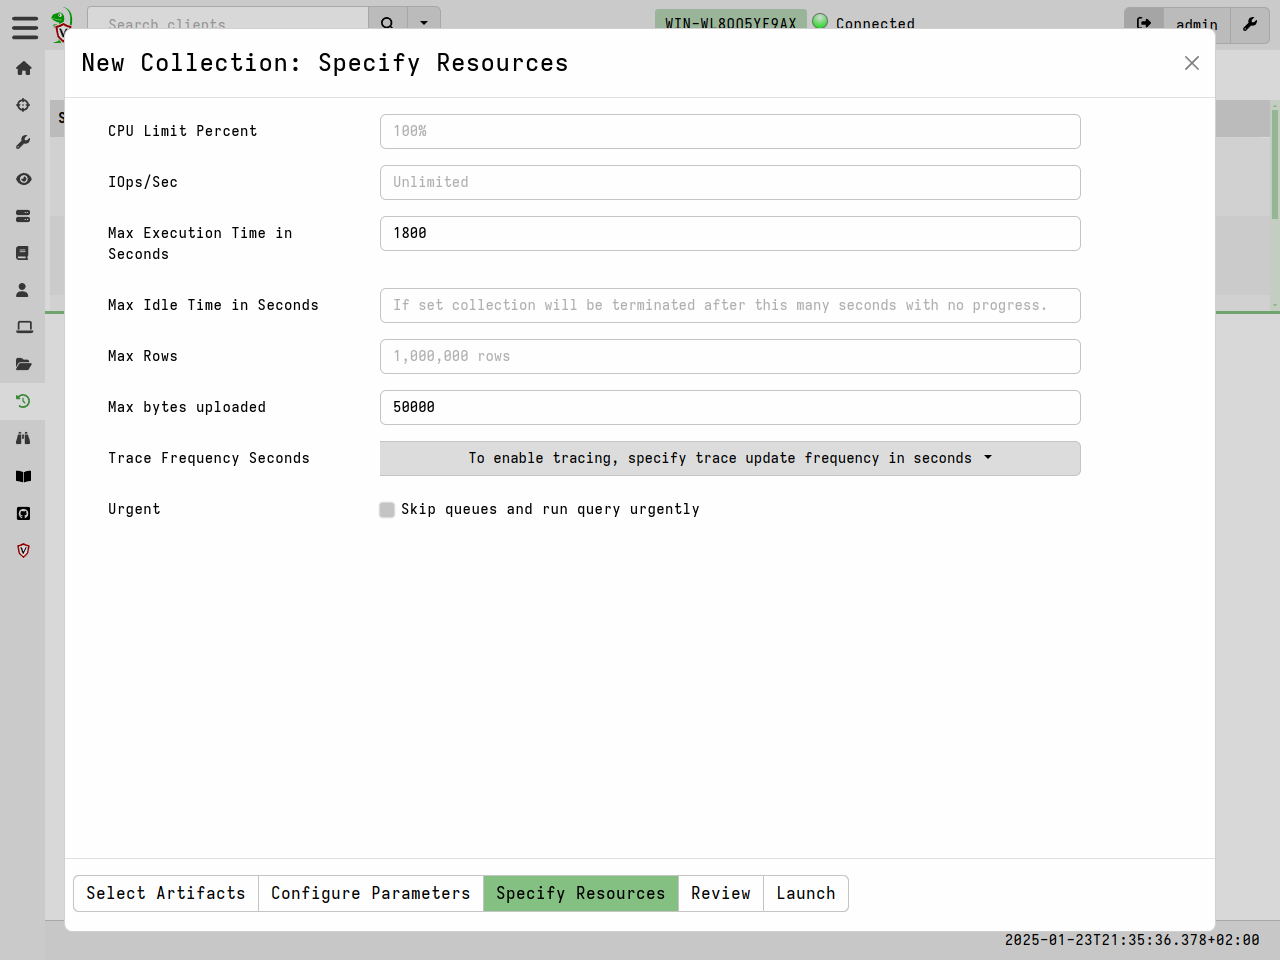 Search clients
Connected
admin
New Collection: Specify Resources
CPU Limit Percent
100%
IOps/Sec
Unlimited
Max Execution Time in
Seconds
1800
Max Idle Time in Seconds
If set collection will be terminated after this many seconds with no progress.
Max Rows
1,000,000 rows
Max bytes uploaded
50000
Trace Frequency Seconds
To enable tracing, specify trace update frequency in seconds
Urgent
Skip queues and run query urgently
Select Artifacts
Configure Parameters
Specify Resources
Review
Launch
2025-01-23T21:35:36.378+02:00